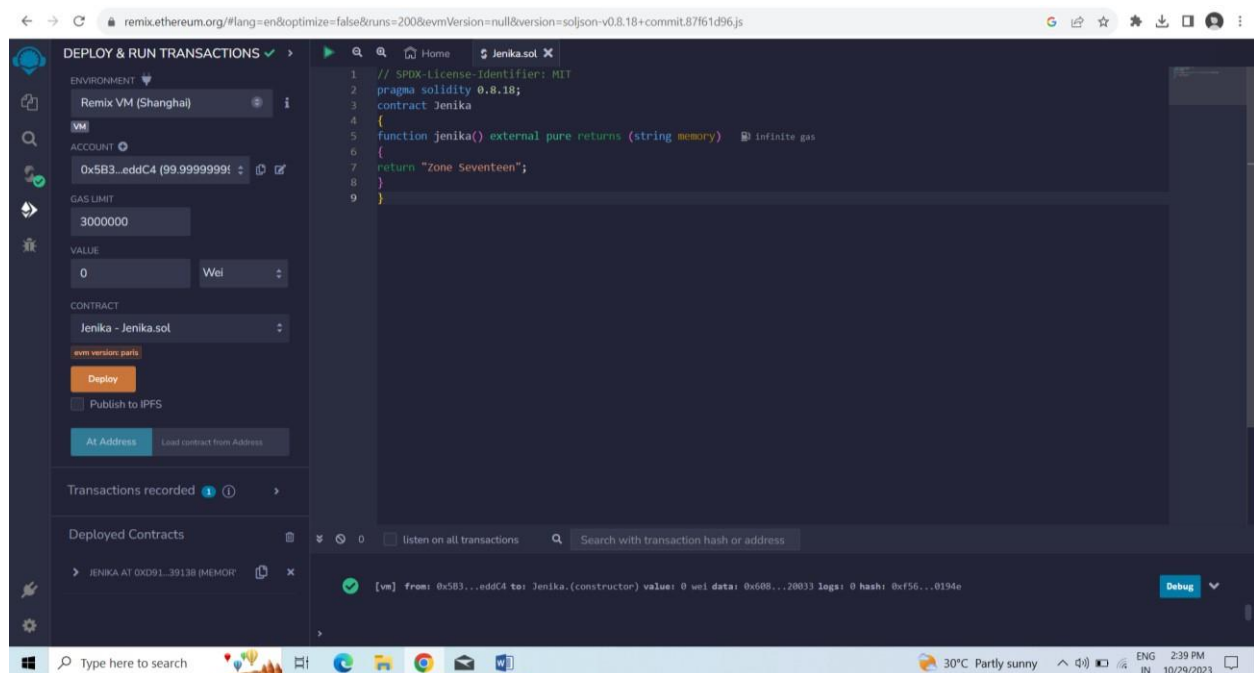 remix.ethereum.org/#lang=en&optimize=false&runs=200&evmVersion=null&version=soljson-v0.8.18+commit.87f61d96.js
DEPLOY & RUN TRANSACTIONS
ENVIRONMENT
Remix VM (Shanghai)
VM
ACCOUNT
0x5B3...eddC4 (99.99999999
GAS LIMIT
3000000
VALUE
0 Wei
CONTRACT
Jenika - Jenika.sol
evm version: paris
Deploy
Publish to IPFS
At Address Load contract from Address
Transactions recorded 1
Deployed Contracts
JENIKA AT 0XD91...39138 (MEMOR
Home Jenika.sol
1 // SPDX-License-Identifier: MIT
2 pragma solidity 0.8.18;
3 contract Jenika
4 {
5 function jenika() external pure returns (string memory) infinite gas
6 {
7 return "Zone Seventeen";
8 }
9 }
0 listen on all transactions Search with transaction hash or address
[vm] from: 0x5B3...eddC4 to: Jenika.(constructor) value: 0 wei data: 0x608...20033 logs: 0 hash: 0xf56...0194e Debug
>
Type here to search
30°C Partly sunny
ENG
IN
2:39 PM
10/29/2023